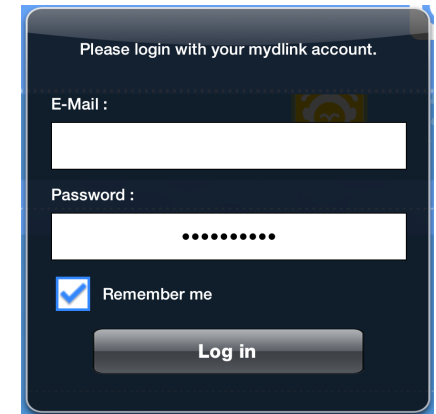 Please login with your mydlink account.
E-Mail :
Password :
••••••••••
Remember me
Log in